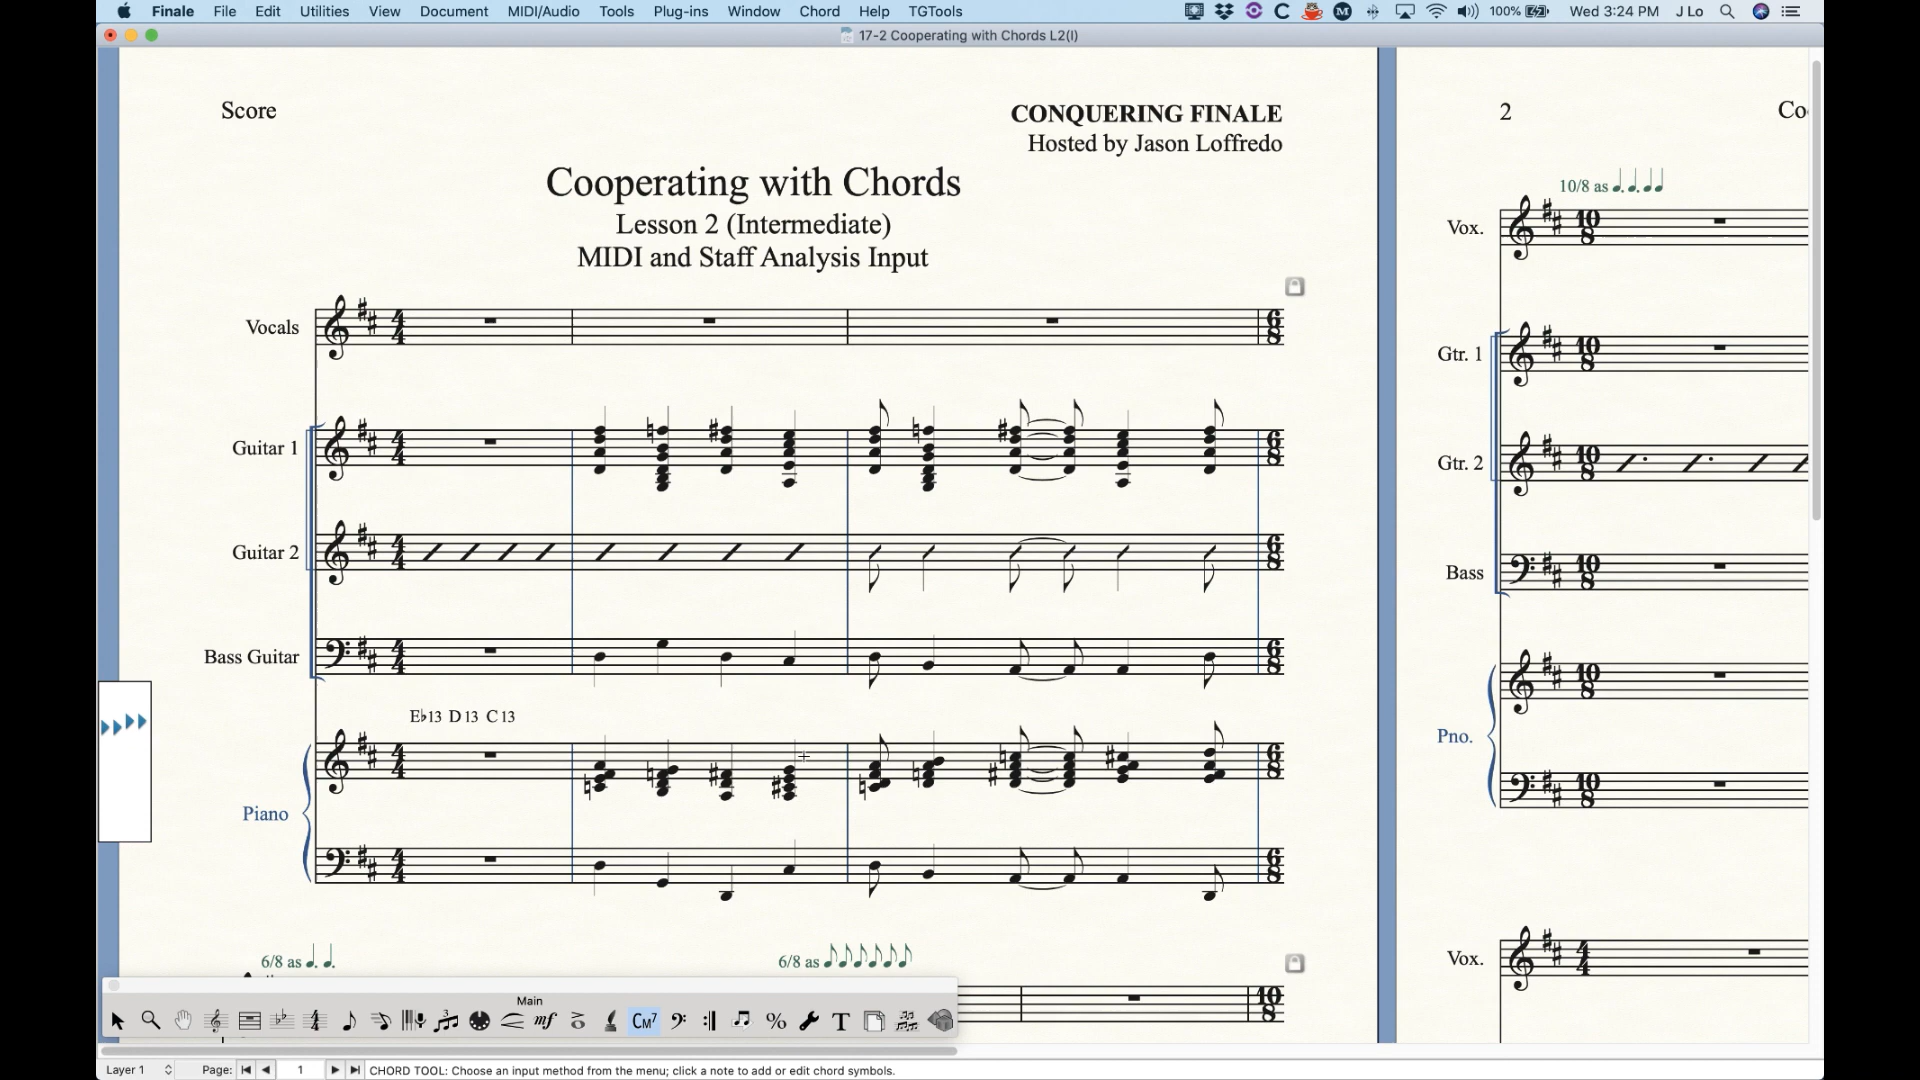 Finale File Edit Utilities View Document MIDI/Audio Tools Plug-ins Window Chord Help TGTools 100% Wed 3:24 PM J Lo
17-2 Cooperating with Chords L2(I)
Score
CONQUERING FINALE
Hosted by Jason Loffredo
Cooperating with Chords
Lesson 2 (Intermediate)
MIDI and Staff Analysis Input
Vocals
Guitar 1
Guitar 2
Bass Guitar
E♭13 D13 C13
Piano
6/8 as
6/8 as
2
Co
10/8 as
Vox.
Gtr. 1
Gtr. 2
Bass
Pno.
Vox.
Main
CM7
mf
%
T
Layer 1 Page: 1 CHORD TOOL: Choose an input method from the menu; click a note to add or edit chord symbols.